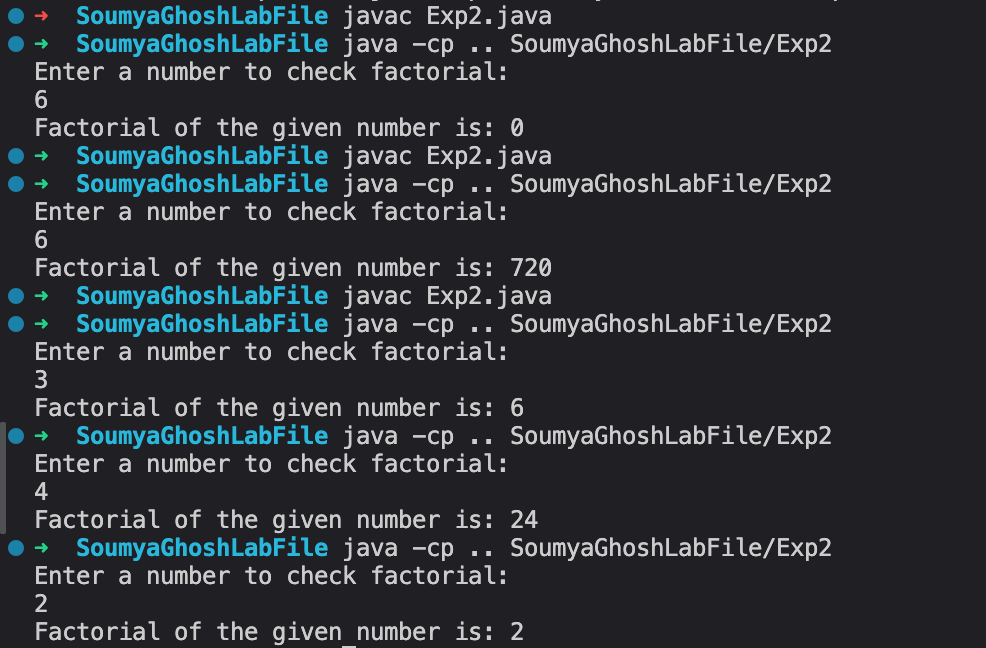 ➜ SoumyaGhoshLabFile javac Exp2.java
➜ SoumyaGhoshLabFile java -cp .. SoumyaGhoshLabFile/Exp2
Enter a number to check factorial:
6
Factorial of the given number is: 0
➜ SoumyaGhoshLabFile javac Exp2.java
➜ SoumyaGhoshLabFile java -cp .. SoumyaGhoshLabFile/Exp2
Enter a number to check factorial:
6
Factorial of the given number is: 720
➜ SoumyaGhoshLabFile javac Exp2.java
➜ SoumyaGhoshLabFile java -cp .. SoumyaGhoshLabFile/Exp2
Enter a number to check factorial:
3
Factorial of the given number is: 6
➜ SoumyaGhoshLabFile java -cp .. SoumyaGhoshLabFile/Exp2
Enter a number to check factorial:
4
Factorial of the given number is: 24
➜ SoumyaGhoshLabFile java -cp .. SoumyaGhoshLabFile/Exp2
Enter a number to check factorial:
2
Factorial of the given number is: 2